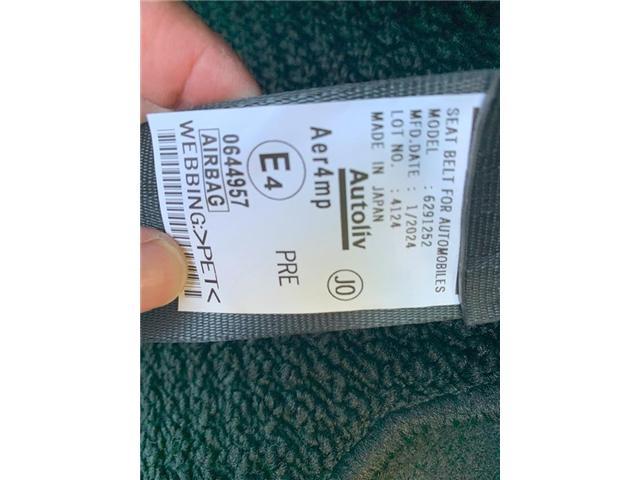 SEAT BELT FOR AUTOMOBILES
MODEL : 6291252
MFD.DATE : 1/2024
LOT NO. : 4124
MADE IN JAPAN
Autoliv JO
Aer4mp PRE
E4
0644957
AIRBAG
WEBBING:>PET<